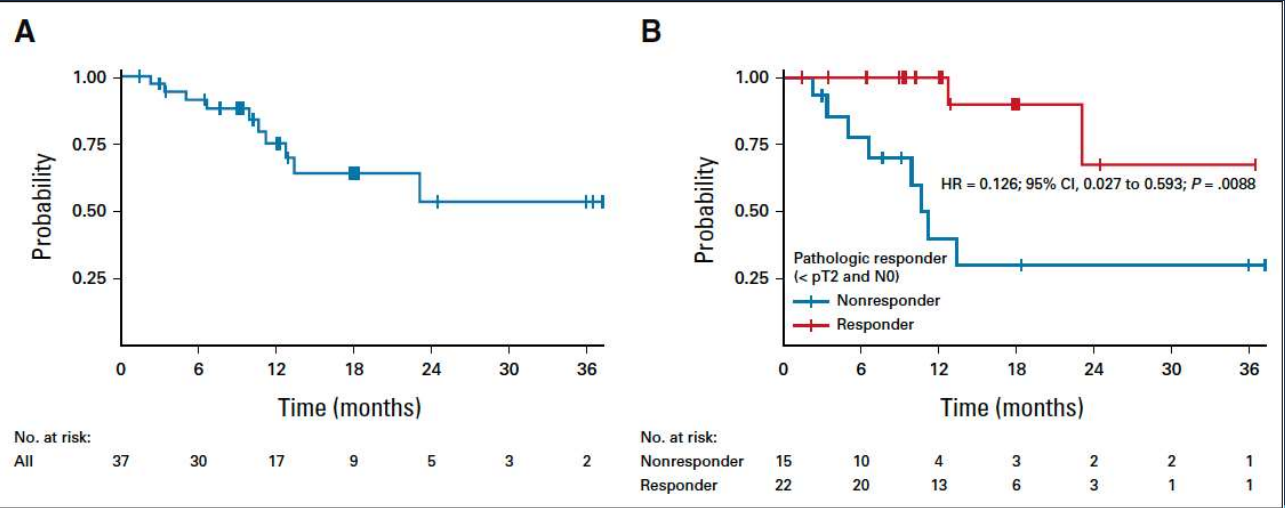 A
1.00
0.75
0.50
0.25
Probability
0 6 12 18 24 30 36
Time (months)
No. at risk:
All 37 30 17 9 5 3 2
B
1.00
0.75
0.50
0.25
Probability
HR = 0.126; 95% CI, 0.027 to 0.593; P = .0088
Pathologic responder
(< pT2 and N0)
Nonresponder
Responder
0 6 12 18 24 30 36
Time (months)
No. at risk:
Nonresponder 15 10 4 3 2 2 1
Responder 22 20 13 6 3 1 1